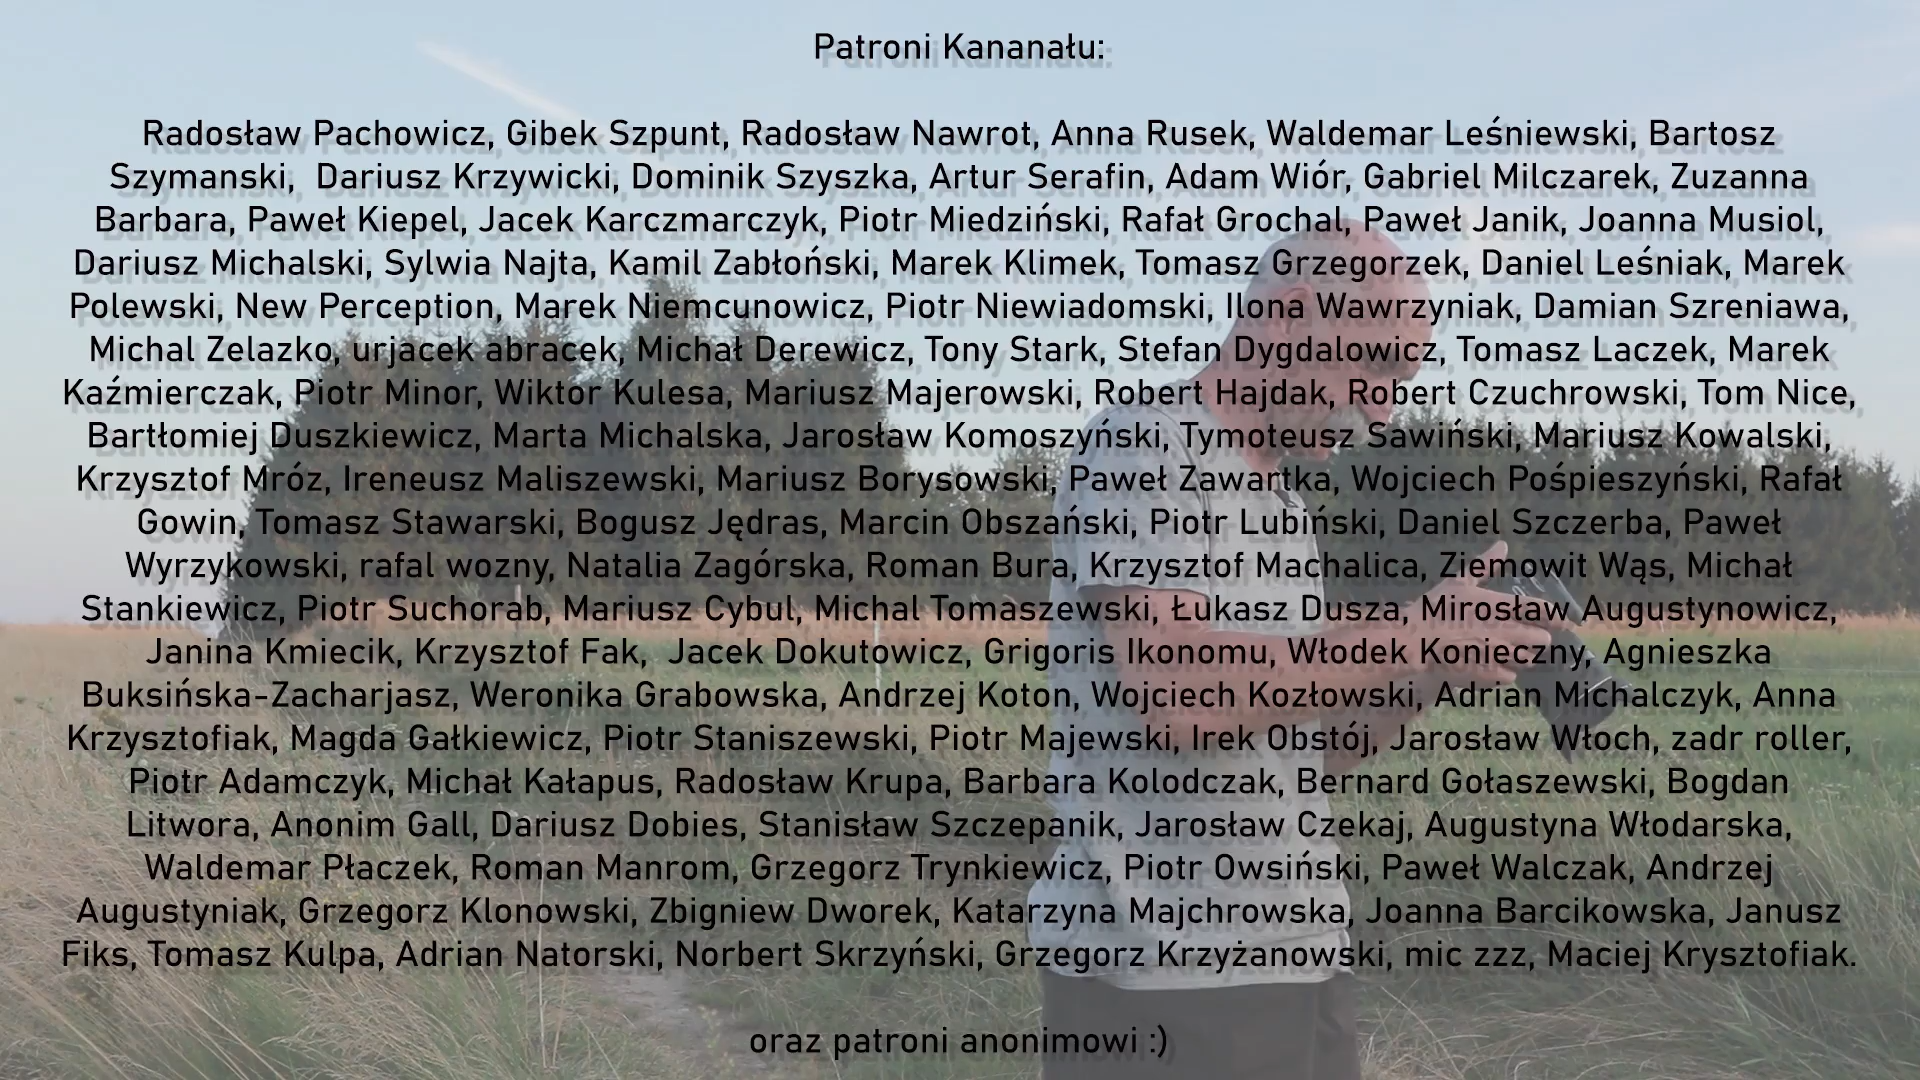 Patroni Kananału:
Radosław Pachowicz, Gibek Szpunt, Radosław Nawrot, Anna Rusek, Waldemar Leśniewski, Bartosz
Szymanski,  Dariusz Krzywicki, Dominik Szyszka, Artur Serafin, Adam Wiór, Gabriel Milczarek, Zuzanna
Barbara, Paweł Kiepel, Jacek Karczmarczyk, Piotr Miedziński, Rafał Grochal, Paweł Janik, Joanna Musiol,
Dariusz Michalski, Sylwia Najta, Kamil Zabłoński, Marek Klimek, Tomasz Grzegorzek, Daniel Leśniak, Marek
Polewski, New Perception, Marek Niemcunowicz, Piotr Niewiadomski, Ilona Wawrzyniak, Damian Szreniawa,
Michal Zelazko, urjacek abracek, Michał Derewicz, Tony Stark, Stefan Dygdalowicz, Tomasz Laczek, Marek
Kaźmierczak, Piotr Minor, Wiktor Kulesa, Mariusz Majerowski, Robert Hajdak, Robert Czuchrowski, Tom Nice,
Bartłomiej Duszkiewicz, Marta Michalska, Jarosław Komoszyński, Tymoteusz Sawiński, Mariusz Kowalski,
Krzysztof Mróz, Ireneusz Maliszewski, Mariusz Borysowski, Paweł Zawartka, Wojciech Pośpieszyński, Rafał
Gowin, Tomasz Stawarski, Bogusz Jędras, Marcin Obszański, Piotr Lubiński, Daniel Szczerba, Paweł
Wyrzykowski, rafal wozny, Natalia Zagórska, Roman Bura, Krzysztof Machalica, Ziemowit Wąs, Michał
Stankiewicz, Piotr Suchorab, Mariusz Cybul, Michal Tomaszewski, Łukasz Dusza, Mirosław Augustynowicz,
Janina Kmiecik, Krzysztof Fak,  Jacek Dokutowicz, Grigoris Ikonomu, Włodek Konieczny, Agnieszka
Buksińska-Zacharjasz, Weronika Grabowska, Andrzej Koton, Wojciech Kozłowski, Adrian Michalczyk, Anna
Krzysztofiak, Magda Gałkiewicz, Piotr Staniszewski, Piotr Majewski, Irek Obstój, Jarosław Włoch, zadr roller,
Piotr Adamczyk, Michał Kałapus, Radosław Krupa, Barbara Kolodczak, Bernard Gołaszewski, Bogdan
Litwora, Anonim Gall, Dariusz Dobies, Stanisław Szczepanik, Jarosław Czekaj, Augustyna Włodarska,
Waldemar Płaczek, Roman Manrom, Grzegorz Trynkiewicz, Piotr Owsiński, Paweł Walczak, Andrzej
Augustyniak, Grzegorz Klonowski, Zbigniew Dworek, Katarzyna Majchrowska, Joanna Barcikowska, Janusz
Fiks, Tomasz Kulpa, Adrian Natorski, Norbert Skrzyński, Grzegorz Krzyżanowski, mic zzz, Maciej Krysztofiak.
oraz patroni anonimowi :)